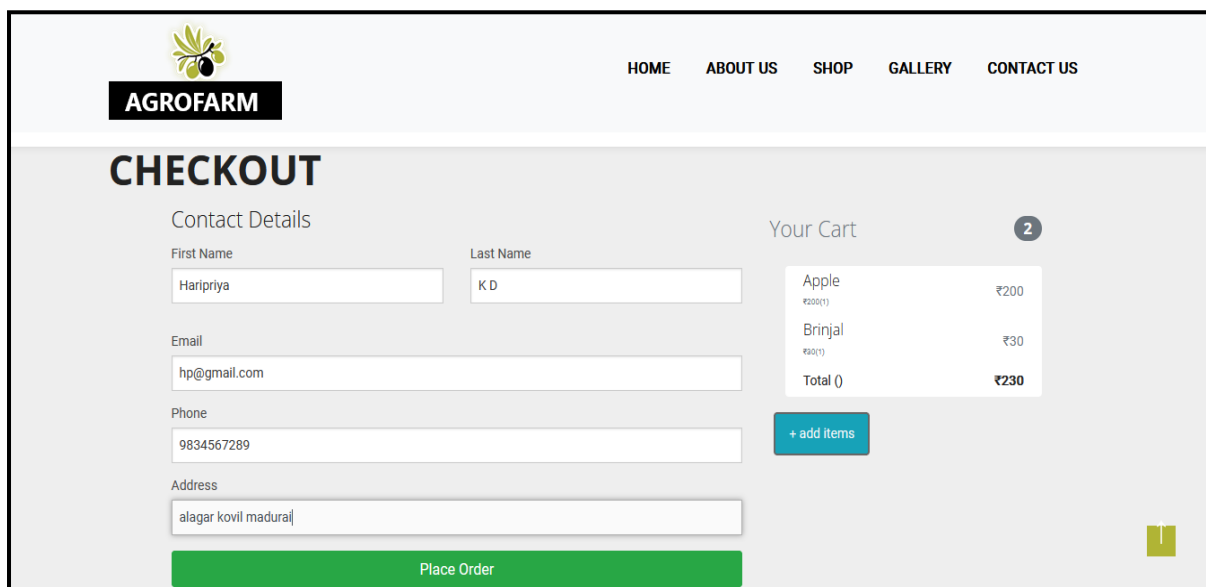 HOME ABOUT US SHOP GALLERY CONTACT US
AGROFARM
CHECKOUT
Contact Details
First Name Last Name
Haripriya K D
Email
hp@gmail.com
Phone
9834567289
Address
alagar kovil madurai
Place Order
Your Cart 2
Apple ₹200
₹200(1)
Brinjal ₹30
₹30(1)
Total () ₹230
+ add items